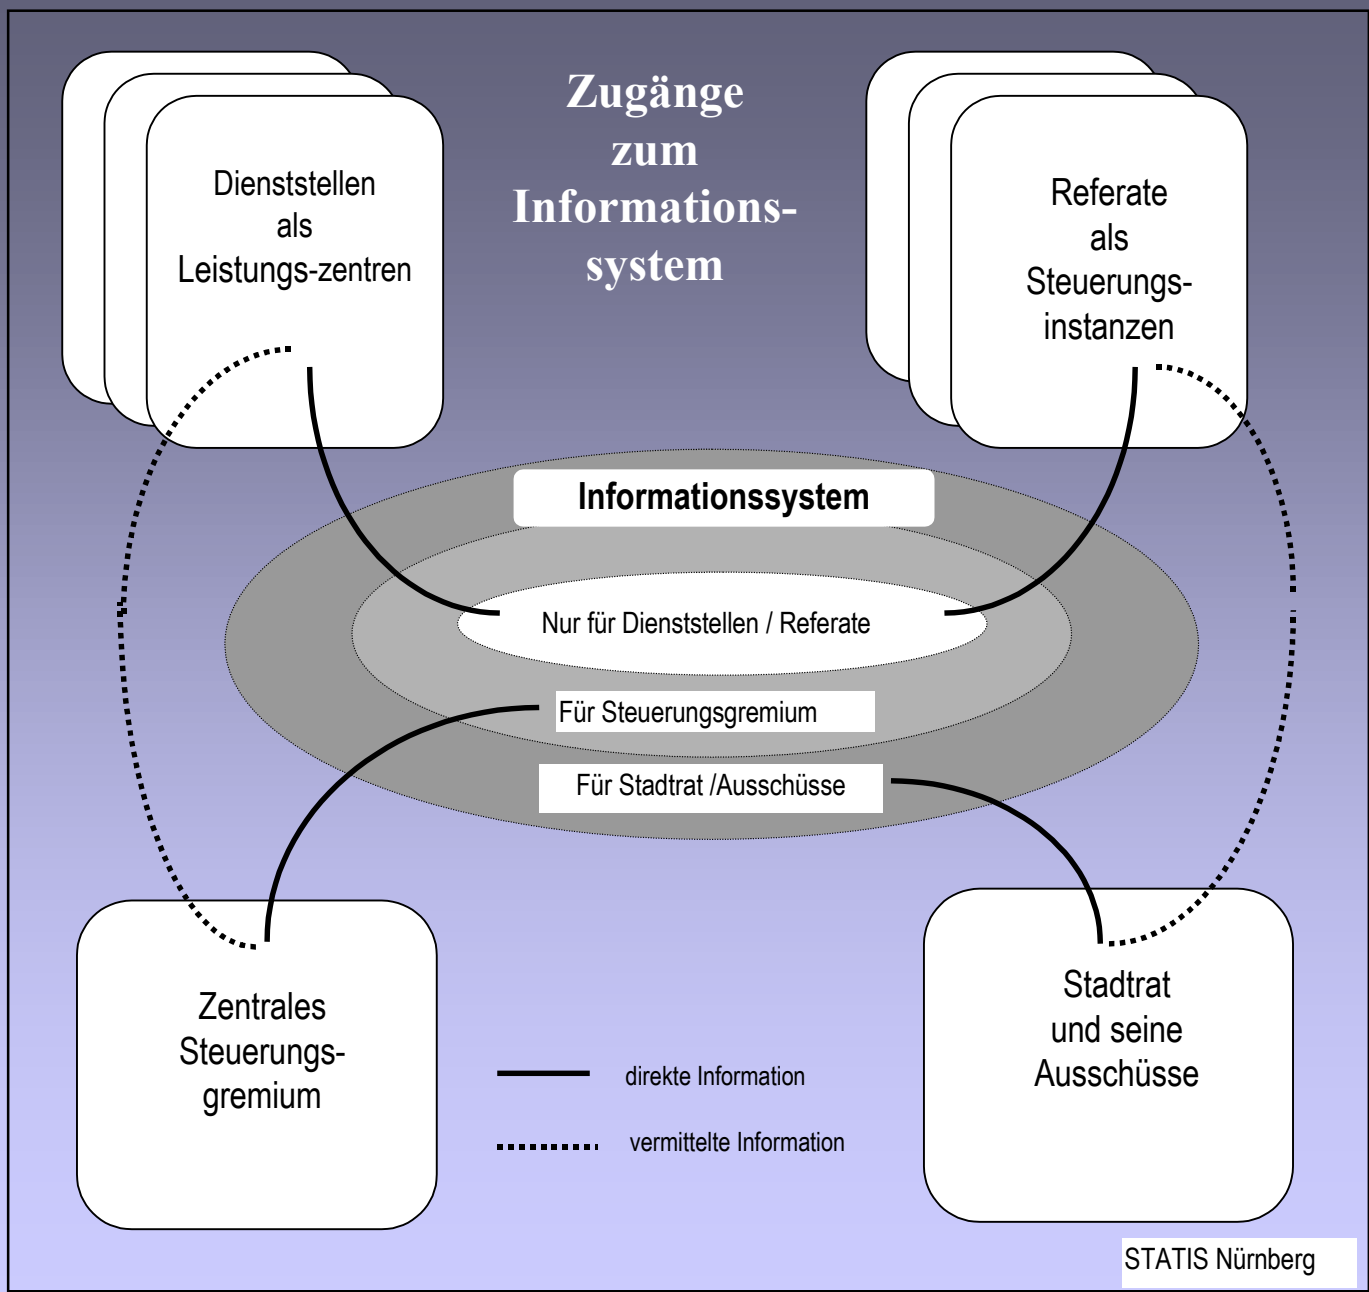 Zugänge
zum
Informations-
system
Dienststellen
als
Leistungs-zentren
Referate
als
Steuerungs-
instanzen
Informationssystem
Nur für Dienststellen / Referate
Für Steuerungsgremium
Für Stadtrat /Ausschüsse
Zentrales
Steuerungs-
gremium
Stadtrat
und seine
Ausschüsse
direkte Information
vermittelte Information
STATIS Nürnberg